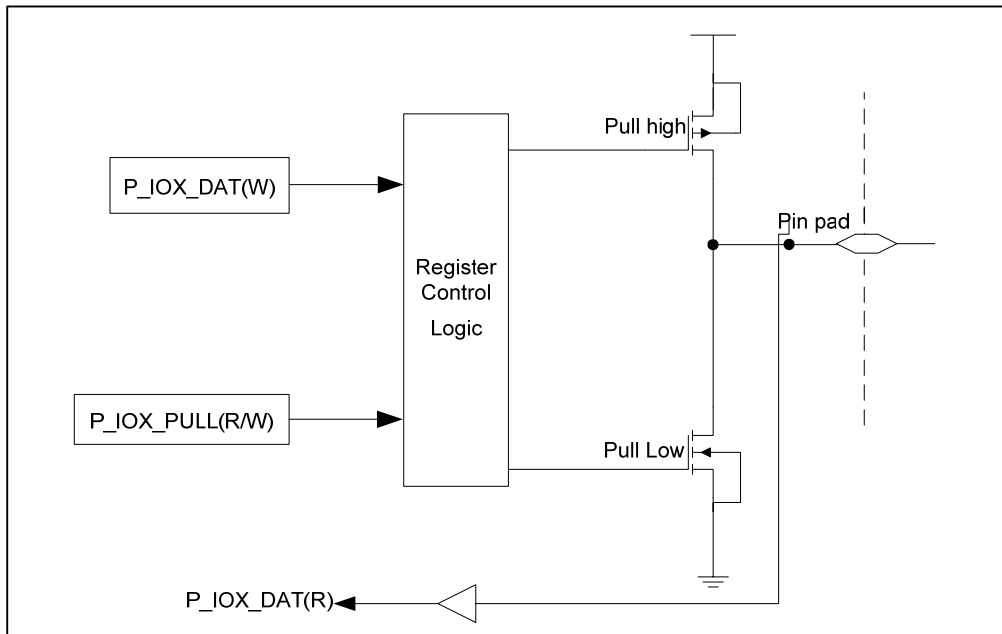 Pull high
P_IOX_DAT(W)
Pin pad
Register
Control
Logic
P_IOX_PULL(R/W)
Pull Low
P_IOX_DAT(R)